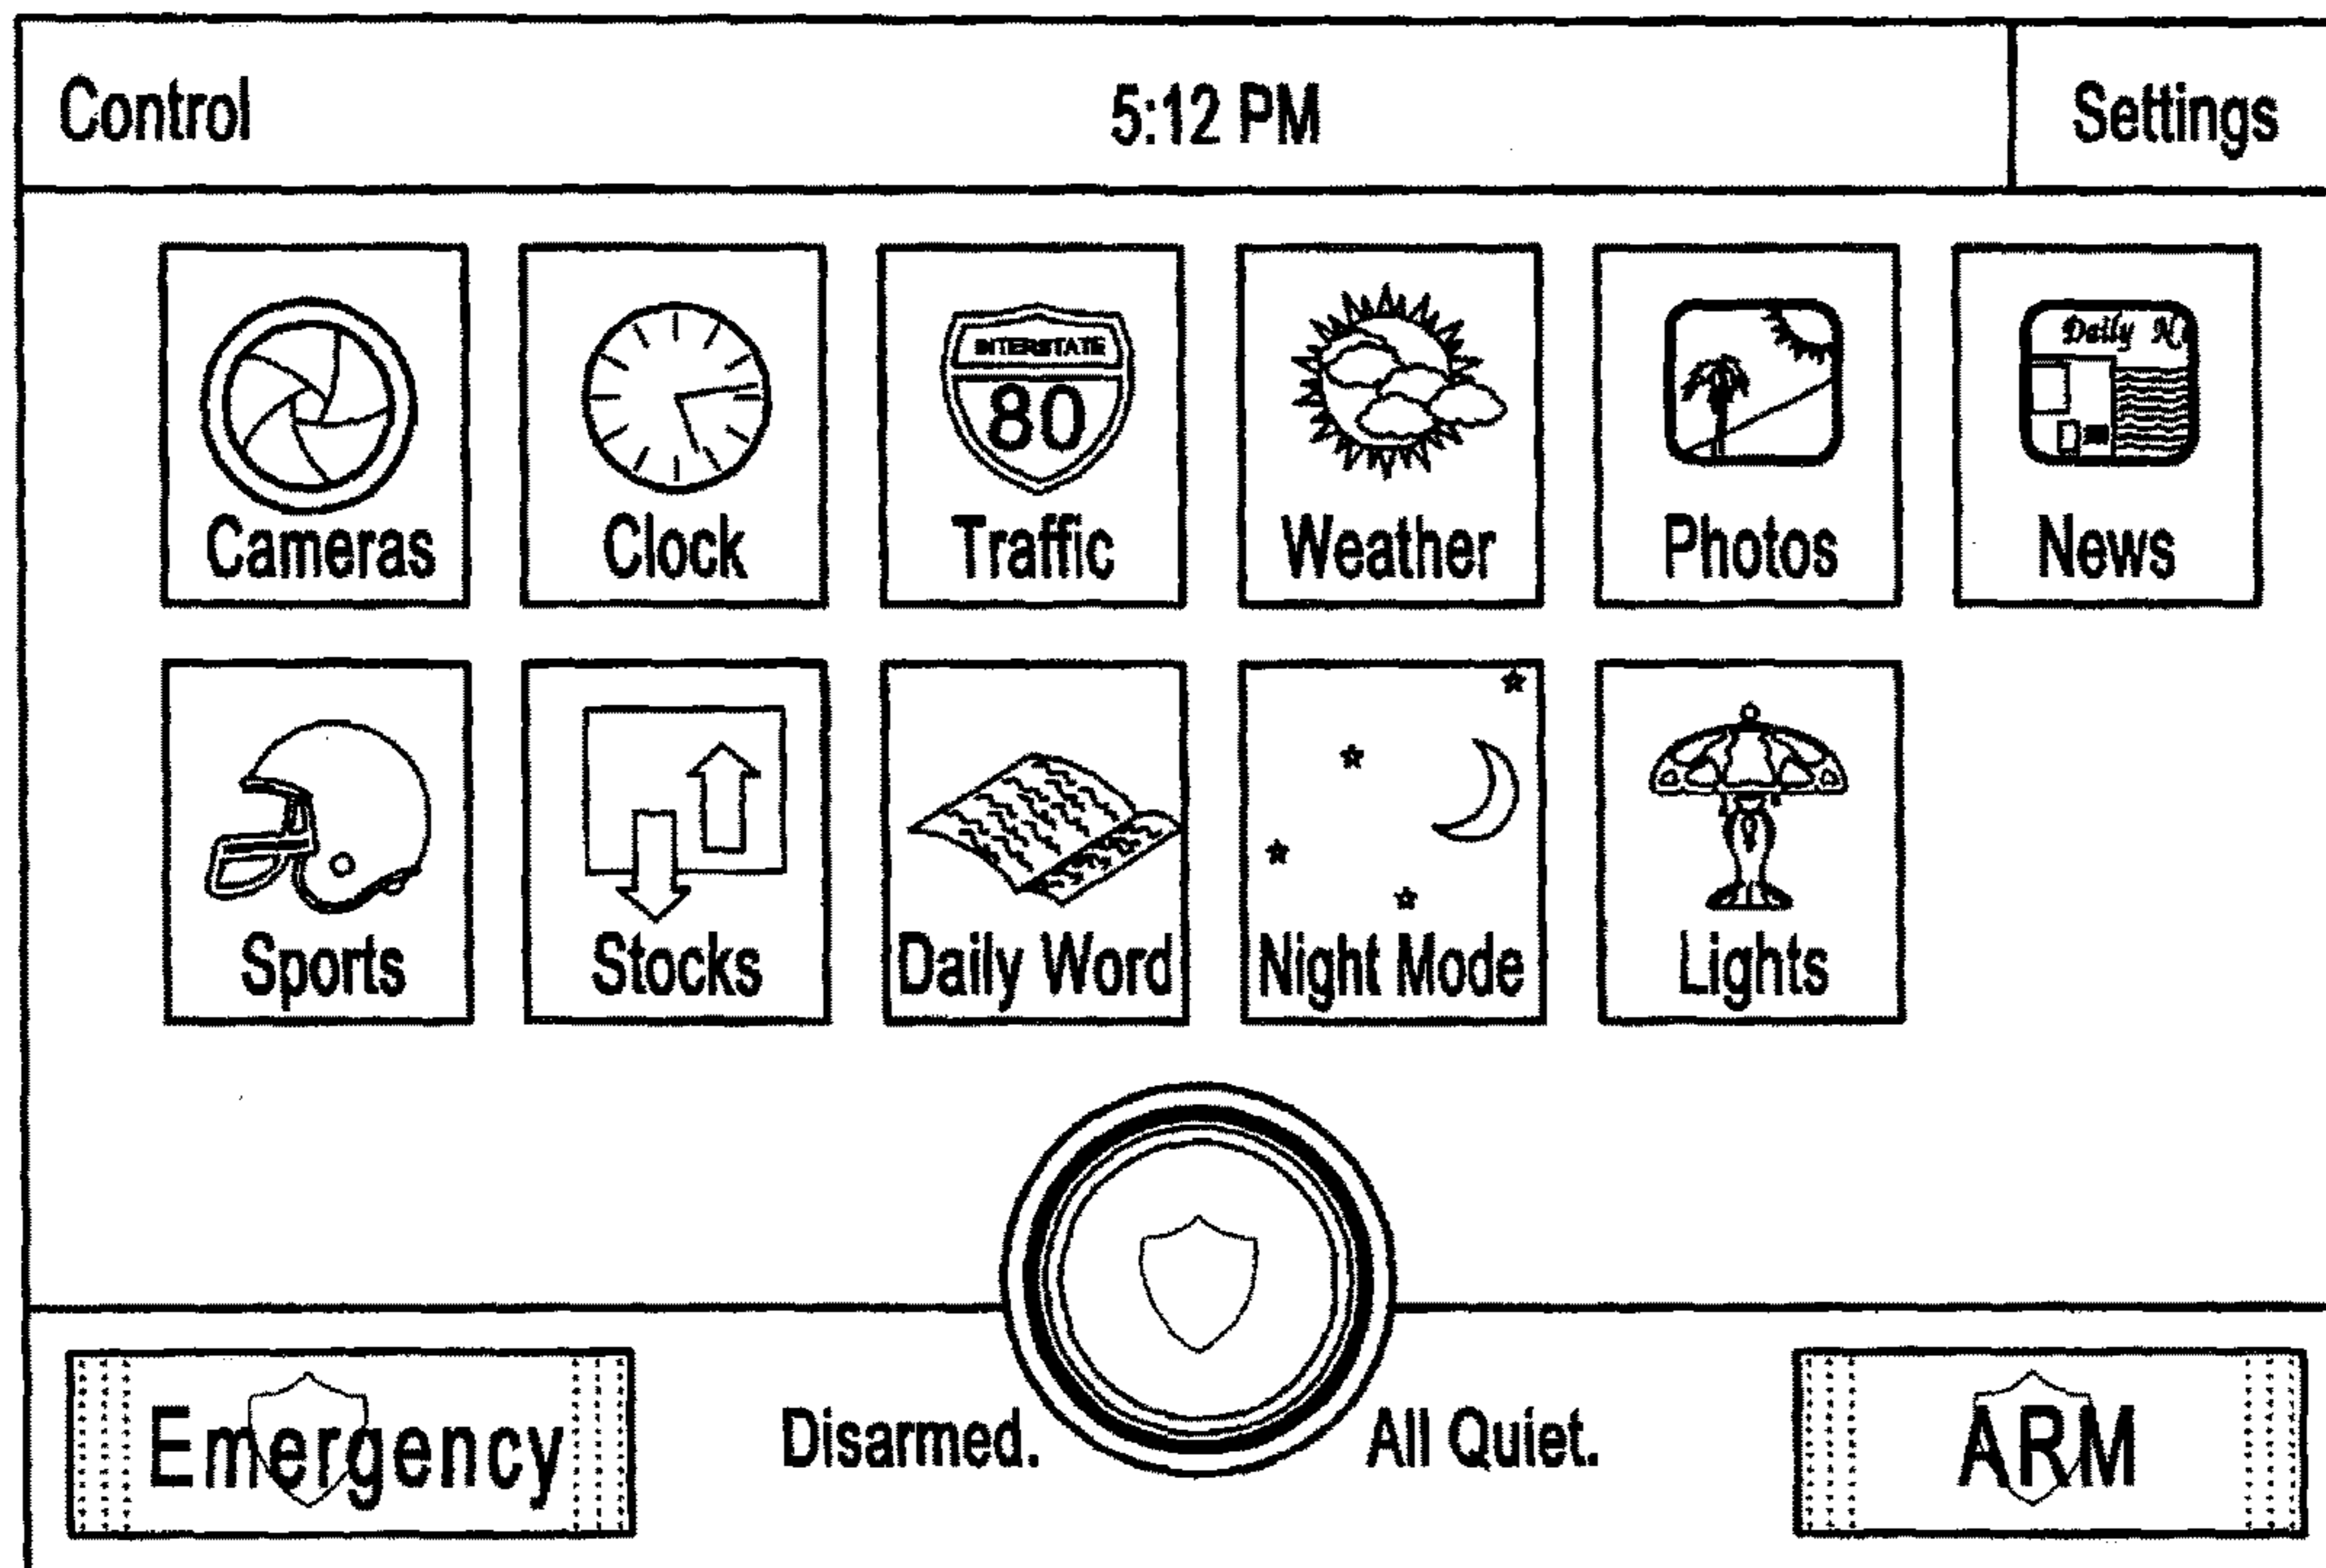 Control 5:12 PM Settings
INTERSTATE
80
Daily N
Cameras Clock Traffic Weather Photos News
Sports Stocks Daily Word Night Mode Lights
Emergency Disarmed. All Quiet. ARM